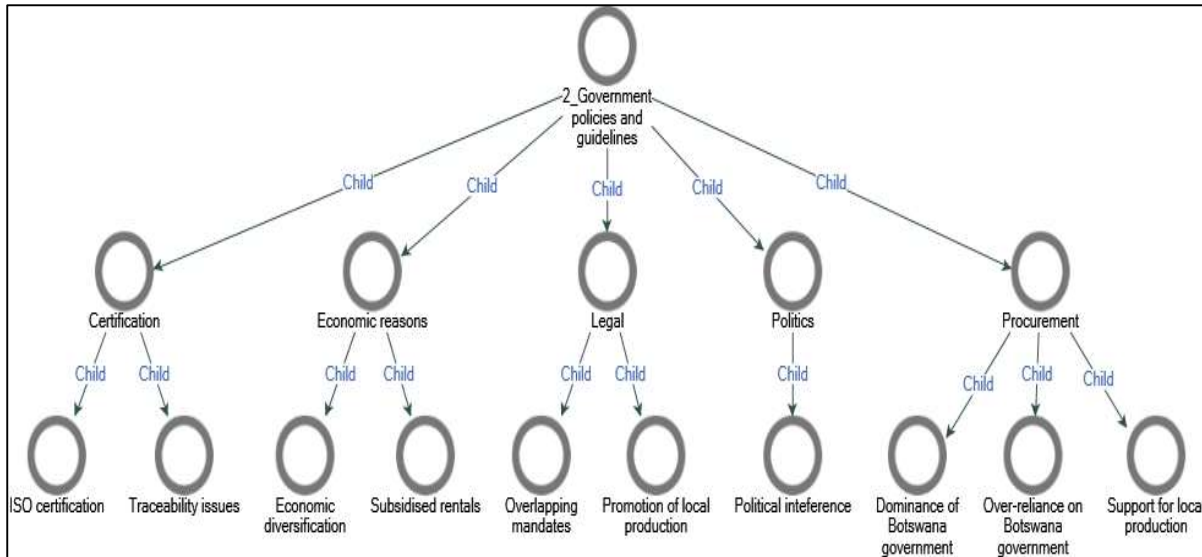 2_Government
policies and
guidelines
Child
Child
Child
Child
Child
Certification
Economic reasons
Legal
Politics
Procurement
Child
Child
Child
Child
Child
Child
Child
Child
Child
Child
ISO certification
Traceability issues
Economic
diversification
Subsidised rentals
Overlapping
mandates
Promotion of local
production
Political inteference
Dominance of
Botswana
government
Over-reliance on
Botswana
government
Support for local
production